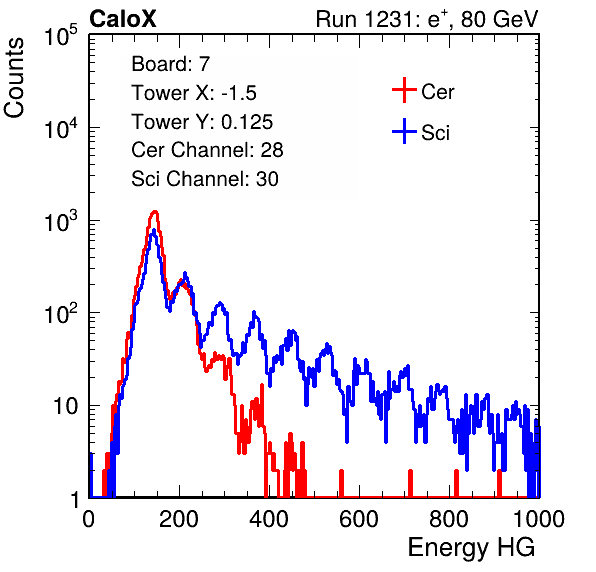 CaloX Run 1231: e⁺, 80 GeV
Counts
10⁵
10⁴
10³
10²
10
1
Board: 7
Tower X: -1.5
Tower Y: 0.125
Cer Channel: 28
Sci Channel: 30
Cer
Sci
0 200 400 600 800 1000
Energy HG